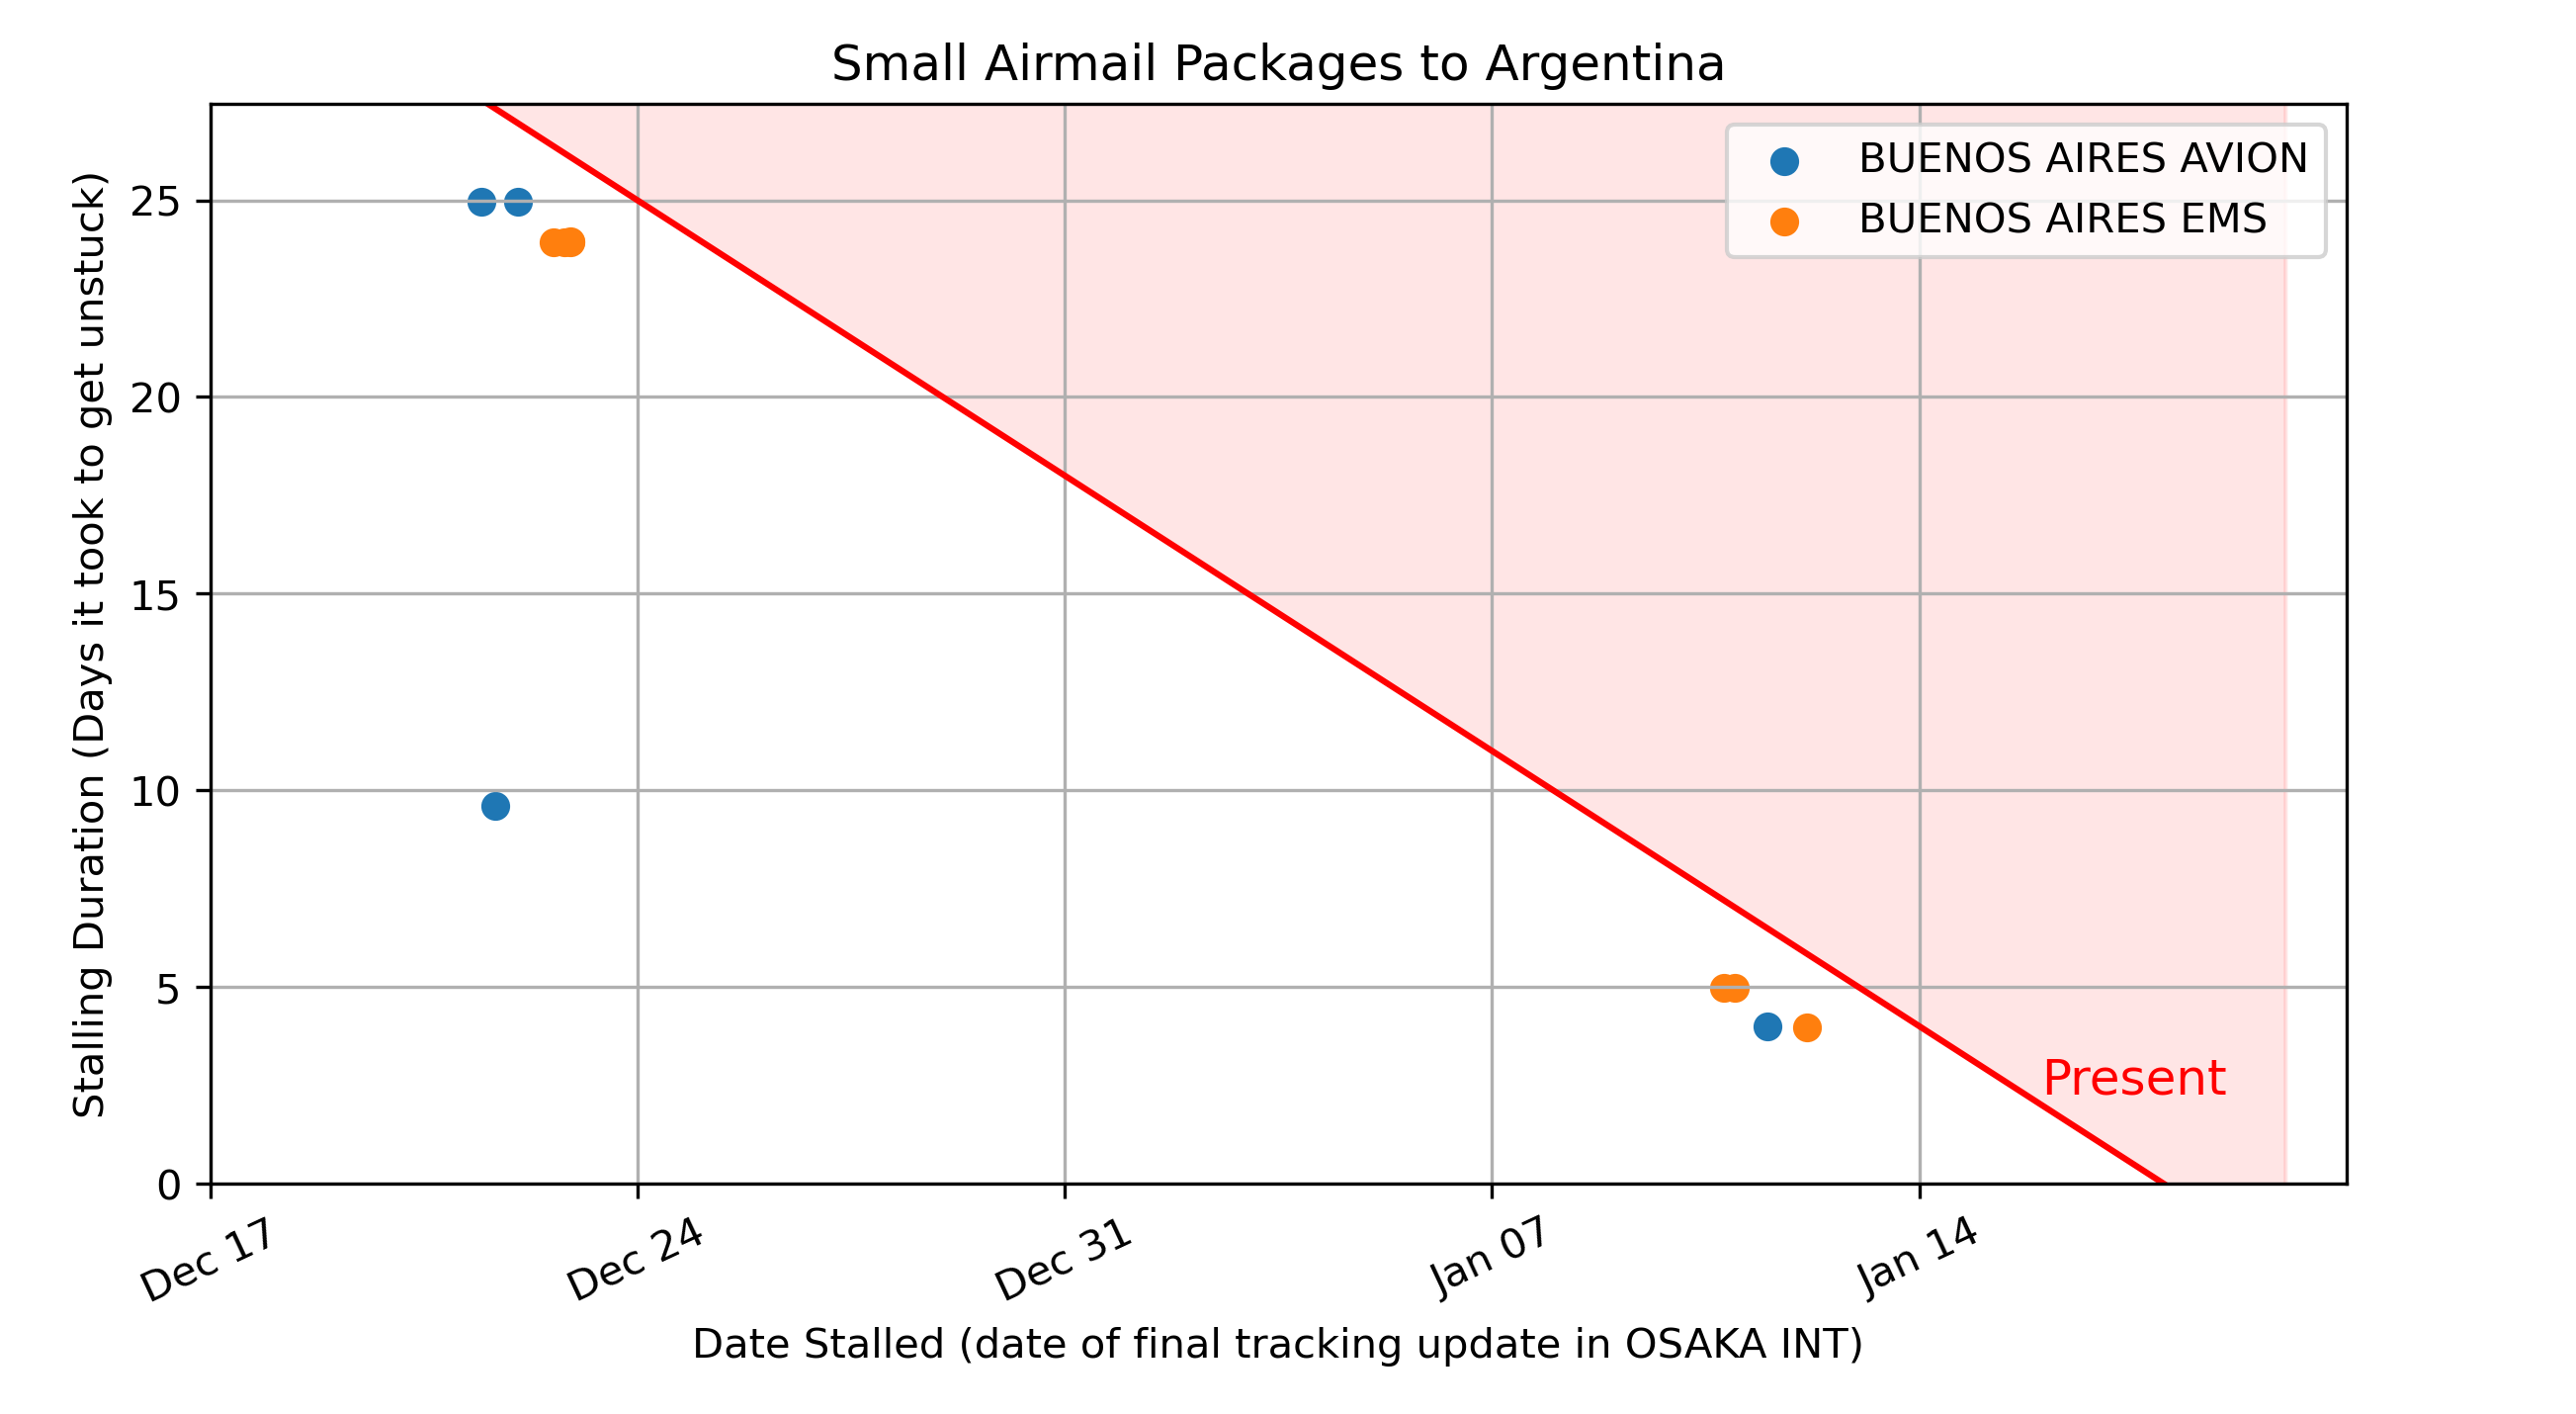 Small Airmail Packages to Argentina
BUENOS AIRES AVION
BUENOS AIRES EMS
Stalling Duration (Days it took to get unstuck)
25
20
15
10
5
0
Present
Dec 17
Dec 24
Dec 31
Jan 07
Jan 14
Date Stalled (date of final tracking update in OSAKA INT)